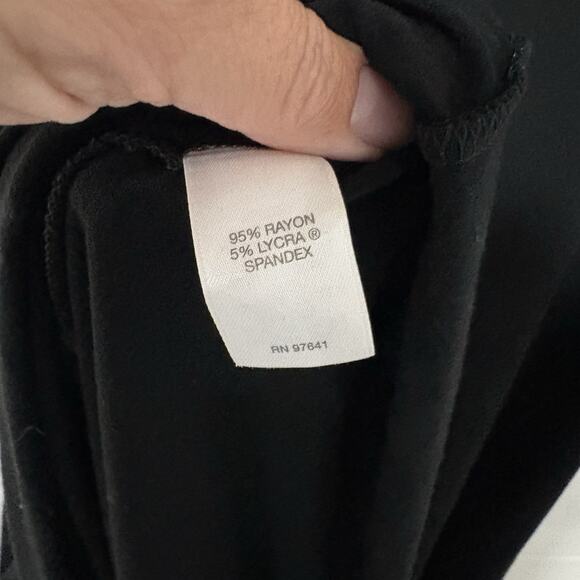 95% RAYON
5% LYCRA ®
SPANDEX
RN 97641